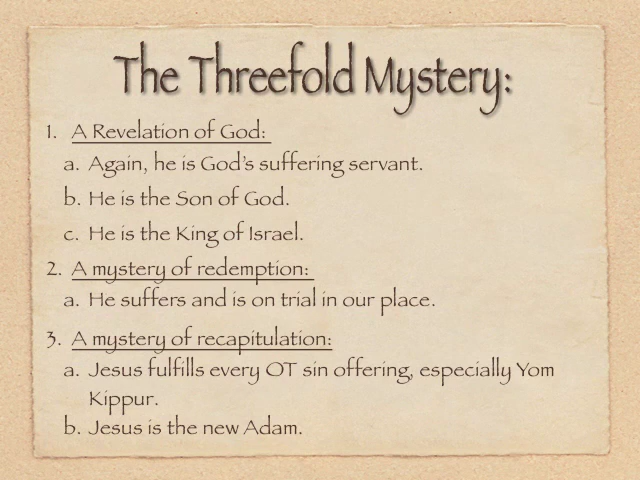 The Threefold Mystery:
1. A Revelation of God:
a. Again, he is God's suffering servant.
b. He is the Son of God.
c. He is the King of Israel.
2. A mystery of redemption:
a. He suffers and is on trial in our place.
3. A mystery of recapitulation:
a. Jesus fulfills every OT sin offering, especially Yom
Kippur.
b. Jesus is the new Adam.